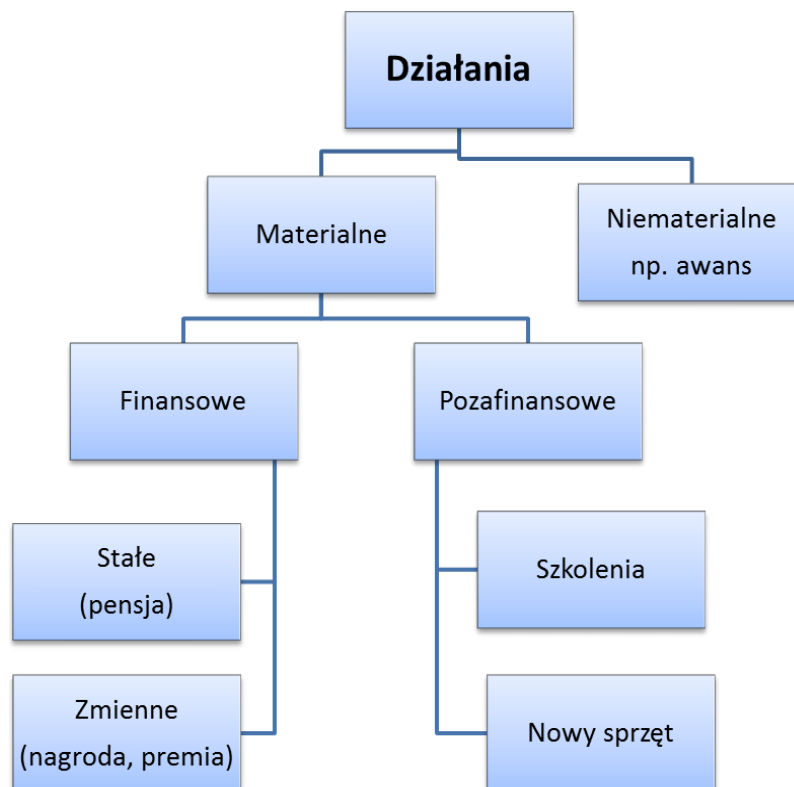 Działania
Materialne
Niematerialne
np. awans
Finansowe
Pozafinansowe
Stałe
(pensja)
Szkolenia
Zmienne
(nagroda, premia)
Nowy sprzęt